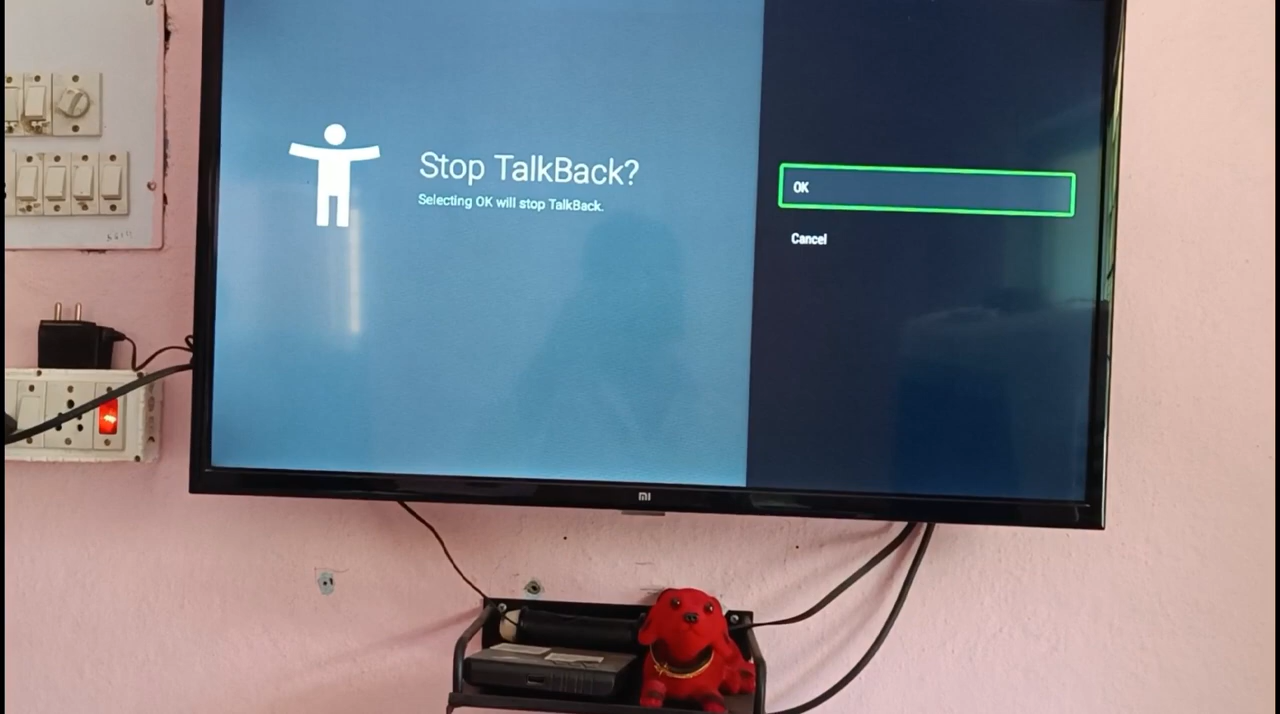 Stop TalkBack?
Selecting OK will stop TalkBack.
OK
Cancel
mi